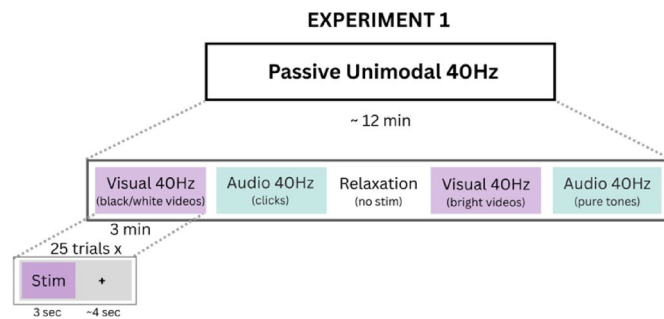 EXPERIMENT 1
Passive Unimodal 40Hz
~ 12 min
Visual 40Hz
(black/white videos)
Audio 40Hz
(clicks)
Relaxation
(no stim)
Visual 40Hz
(bright videos)
Audio 40Hz
(pure tones)
3 min
25 trials x
Stim
+
3 sec
~4 sec